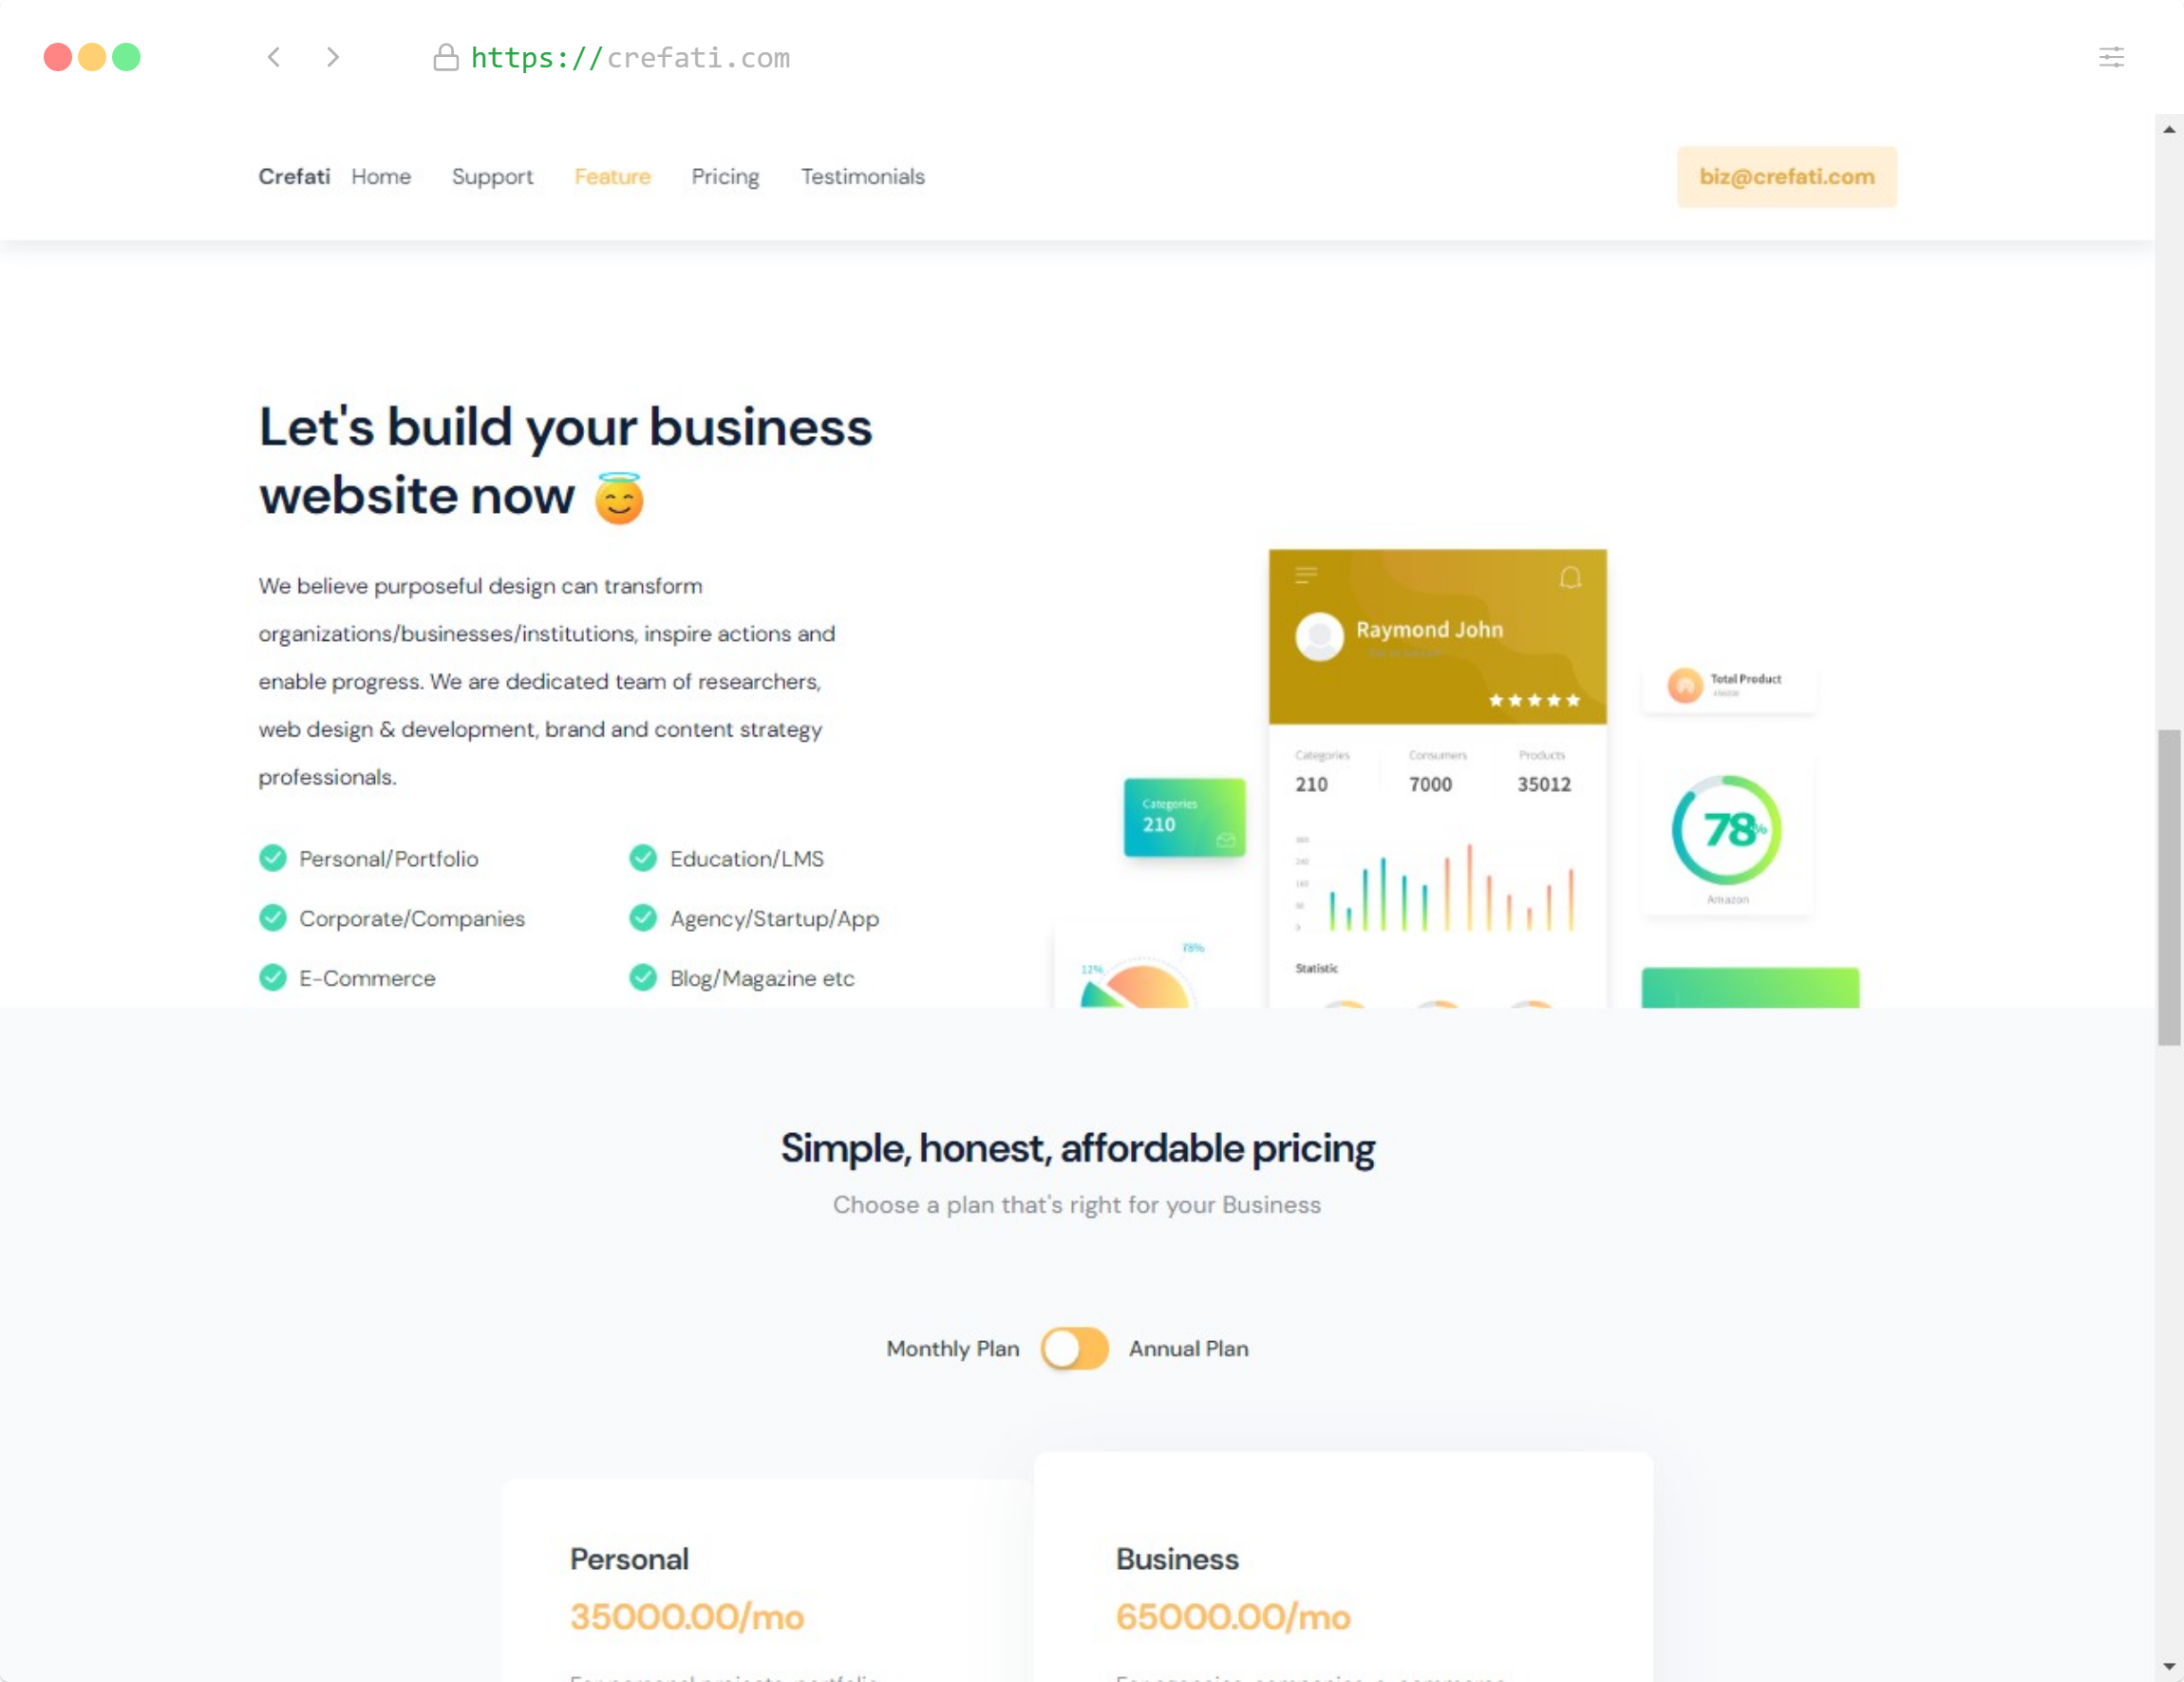 https://crefati.com
Crefati Home Support Feature Pricing Testimonials biz@crefati.com
Let's build your business
website now
We believe purposeful design can transform
organizations/businesses/institutions, inspire actions and
enable progress. We are dedicated team of researchers,
web design & development, brand and content strategy
professionals.
Personal/Portfolio Education/LMS
Corporate/Companies Agency/Startup/App
E-Commerce Blog/Magazine etc
Raymond John
Categories Consumers Products
210 7000 35012
Statistic
Categories
210
12%
78%
Total Product
78%
Amazon
Simple, honest, affordable pricing
Choose a plan that's right for your Business
Monthly Plan Annual Plan
Personal
35000.00/mo
Business
65000.00/mo